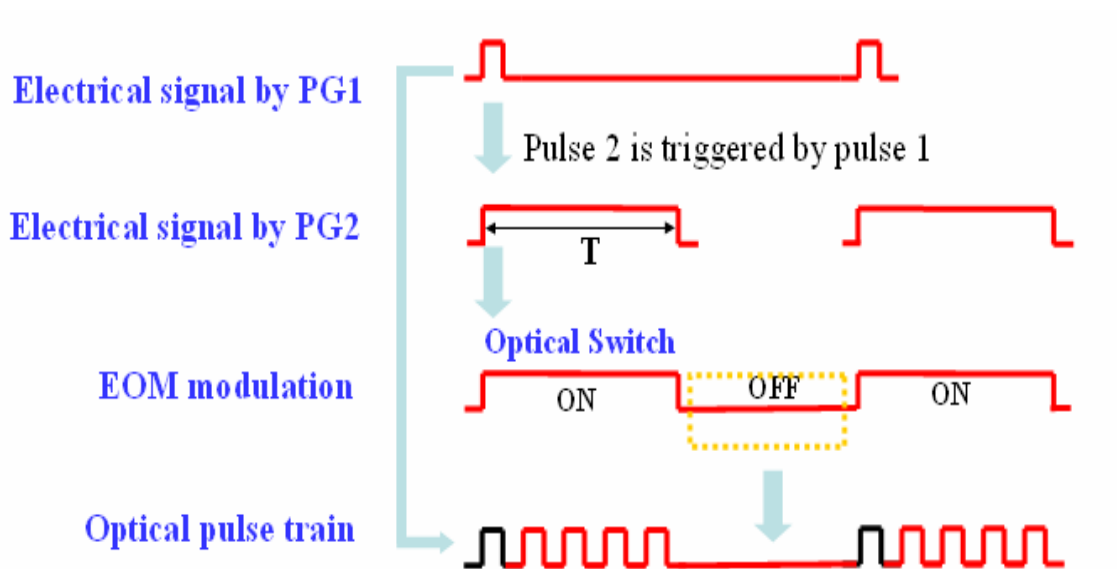 Electrical signal by PG1
Pulse 2 is triggered by pulse 1
Electrical signal by PG2
T
Optical Switch
EOM modulation
ON
OFF
ON
Optical pulse train